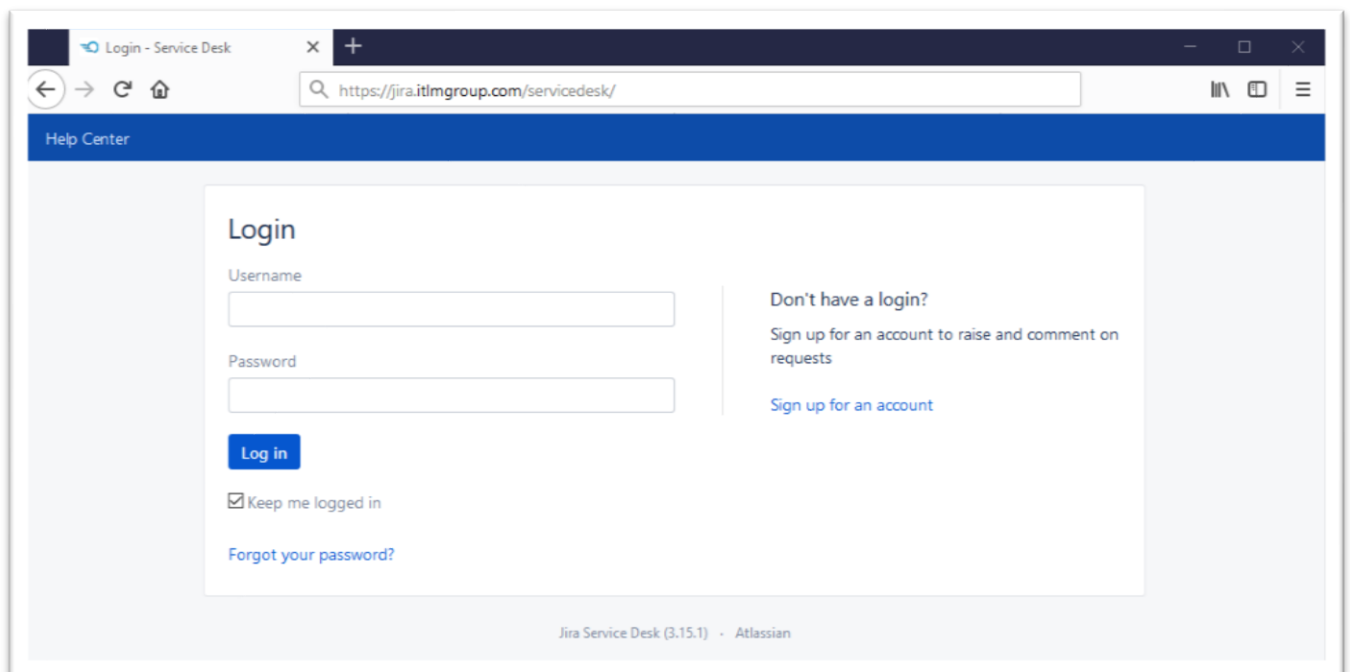 Login - Service Desk
https://jira.itlmgroup.com/servicedesk/
Help Center
Login
Username
Password
Log in
Keep me logged in
Forgot your password?
Don't have a login?
Sign up for an account to raise and comment on
requests
Sign up for an account
Jira Service Desk (3.15.1) · Atlassian